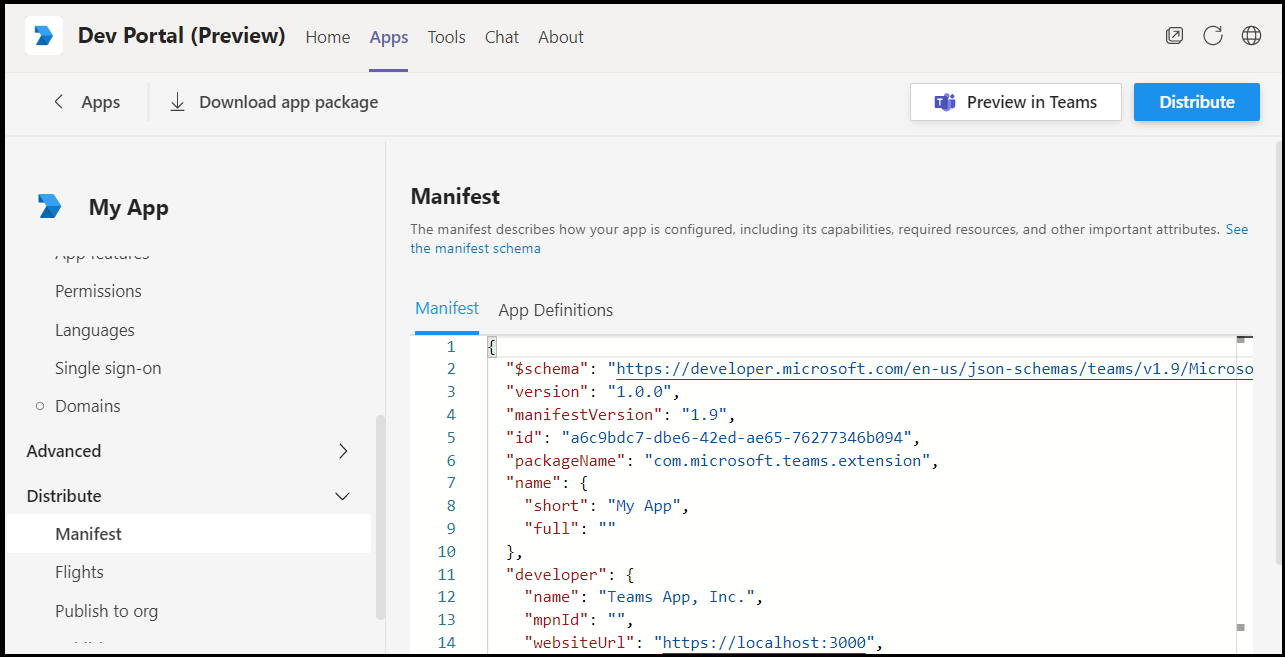 Dev Portal (Preview) Home Apps Tools Chat About
Apps Download app package Preview in Teams Distribute
My App
App features
Permissions
Languages
Single sign-on
Domains
Advanced
Distribute
Manifest
Flights
Publish to org
Manifest
The manifest describes how your app is configured, including its capabilities, required resources, and other important attributes. See
the manifest schema
Manifest App Definitions
1 {
2 "$schema": "https://developer.microsoft.com/en-us/json-schemas/teams/v1.9/Microso
3 "version": "1.0.0",
4 "manifestVersion": "1.9",
5 "id": "a6c9bdc7-dbe6-42ed-ae65-76277346b094",
6 "packageName": "com.microsoft.teams.extension",
7 "name": {
8 "short": "My App",
9 "full": ""
10 },
11 "developer": {
12 "name": "Teams App, Inc.",
13 "mpnId": "",
14 "websiteUrl": "https://localhost:3000",